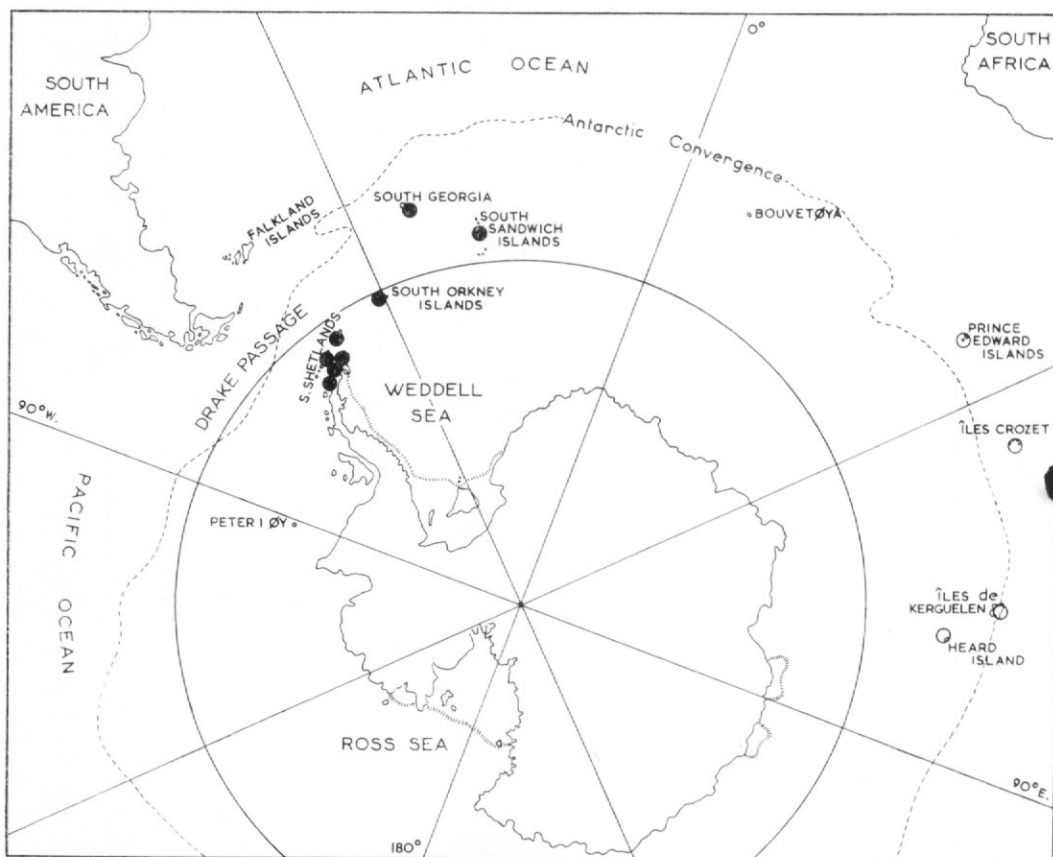 0°
SOUTH
AFRICA
ATLANTIC OCEAN
SOUTH
AMERICA
Antarctic Convergence
SOUTH GEORGIA
SOUTH
SANDWICH
ISLANDS
BOUVETØYA
FALKLAND
ISLANDS
SOUTH ORKNEY
ISLANDS
PRINCE
EDWARD
ISLANDS
DRAKE PASSAGE
S. SHETLANDS
WEDDELL
SEA
90°W.
ÎLES CROZET
PACIFIC OCEAN
PETER I ØY
ÎLES de
KERGUELEN
HEARD
ISLAND
ROSS SEA
90°E.
180°